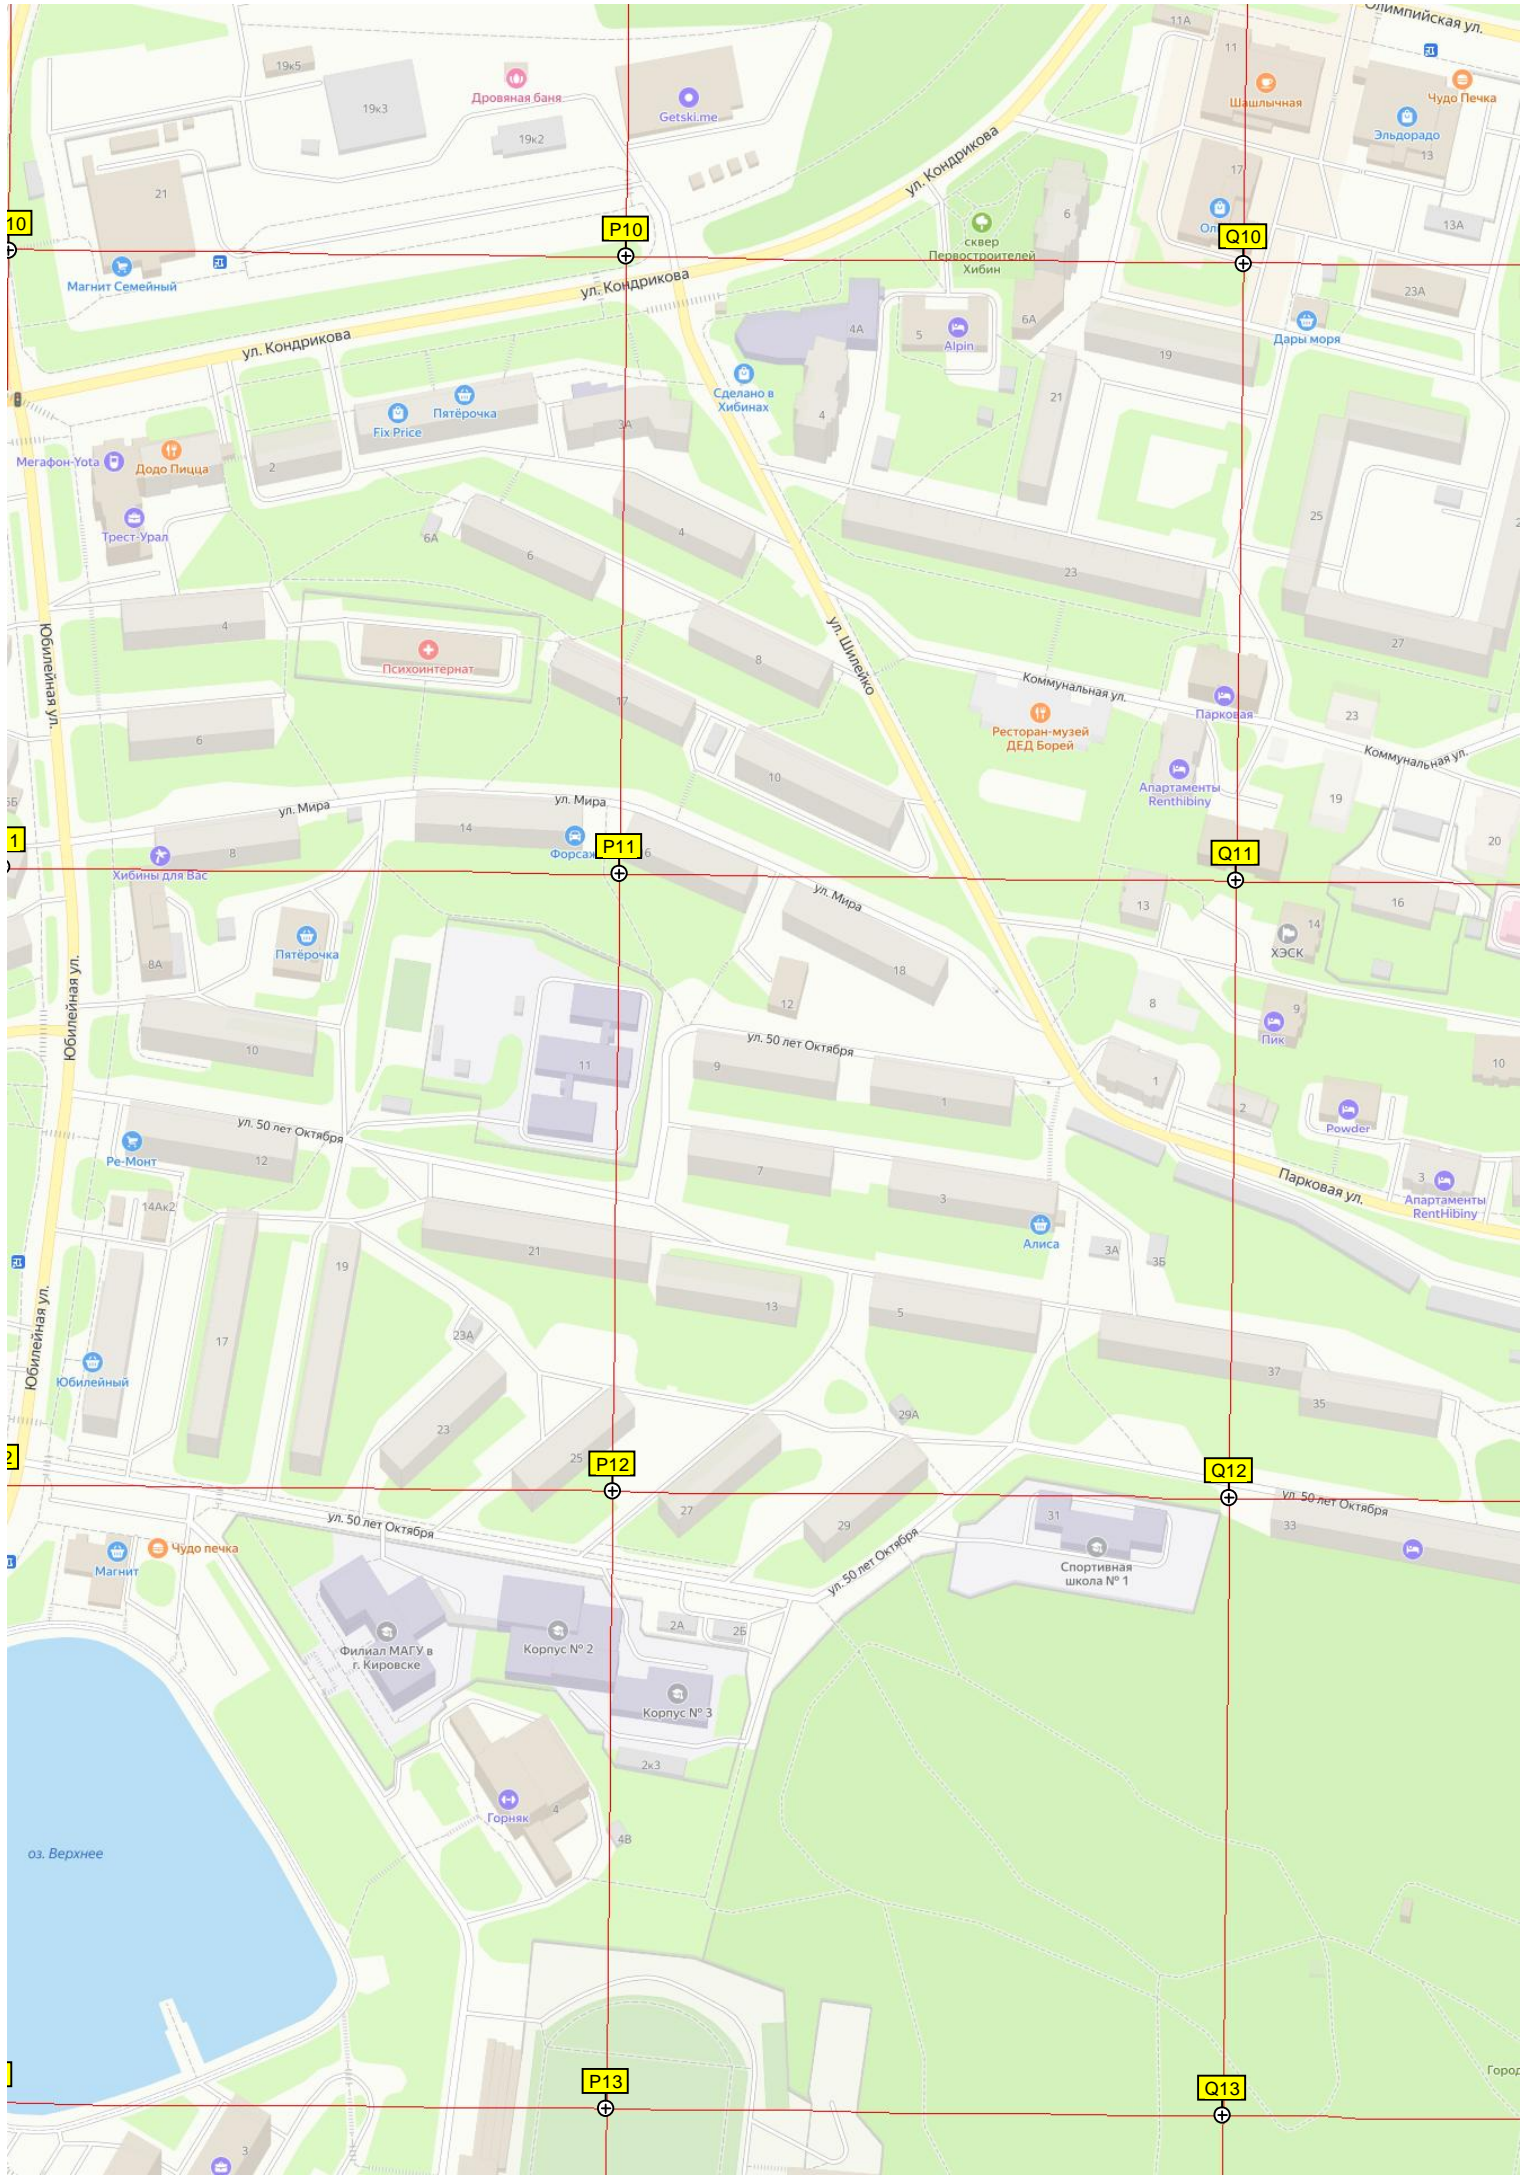 Олимпийская ул.
11А
11
19к5
Дровяная баня
19к3
Getski.me
Шашлычная
Чудо Печка
Эльдорадо
13
19к2
ул. Кондрикова
17
21
6
10
P10
сквер
Первостроителей
Хибин
Q10
13А
Магнит Семейный
ул. Кондрикова
23А
ул. Кондрикова
4А
5
Alpin
6А
19
Дары моря
Сделано в
Хибинах
Fix Price
Пятёрочка
3А
4
21
Мегафон-Yota
Додо Пицца
2
Трест-Урал
6А
6
4
25
23
4
Юбилейная ул.
Психоинтернат
8
ул. Шилейко
27
17
Коммунальная ул.
Парковая
23
6
Ресторан-музей
ДЕД Борей
Коммунальная ул.
10
Апартаменты
Renthibiny
19
ул. Мира
ул. Мира
14
Форсаж
P11
6
20
1
8
Хибины для Вас
Q11
ул. Мира
13
16
Пятёрочка
14
ХЭСК
8А
18
12
8
9
Пик
Юбилейная ул.
10
ул. 50 лет Октября
11
9
1
1
10
2
Powder
ул. 50 лет Октября
Ре-Монт
12
7
3
Парковая ул.
3
Апартаменты
RentHibiny
14Ак2
Алиса
21
19
3А
3Б
13
5
23А
17
Юбилейная ул.
Юбилейный
37
35
29А
23
25
P12
Q12
2
27
29
31
ул. 50 лет Октября
33
ул. 50 лет Октября
Чудо печка
Магнит
Спортивная
школа № 1
ул. 50 лет Октября
2А
2Б
Филиал МАГУ в
г. Кировске
Корпус № 2
Корпус № 3
2к3
Горняк
4
4В
оз. Верхнее
P13
Q13
Город
3